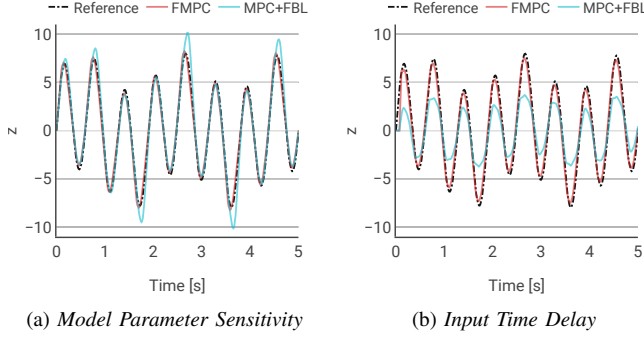 Reference FMPC MPC+FBL
10
5
0
−5
−10
z
0 1 2 3 4 5
Time [s]
(a) Model Parameter Sensitivity
Reference FMPC MPC+FBL
10
5
0
−5
−10
z
0 1 2 3 4 5
Time [s]
(b) Input Time Delay